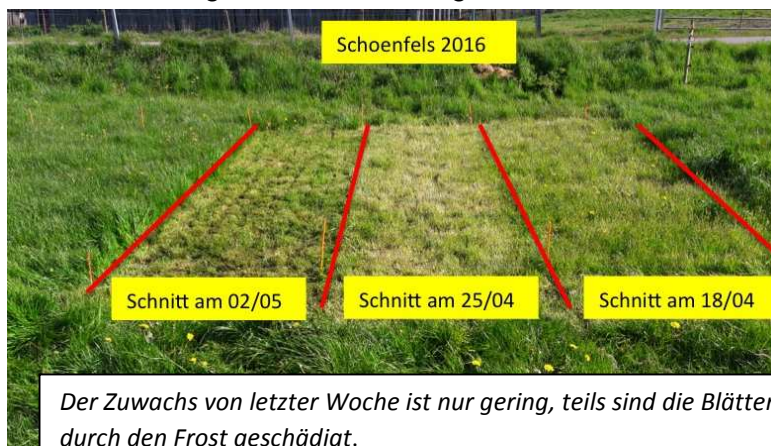 Schoenfels 2016
Schnitt am 02/05
Schnitt am 25/04
Schnitt am 18/04
Der Zuwachs von letzter Woche ist nur gering, teils sind die Blätter
durch den Frost geschädigt.